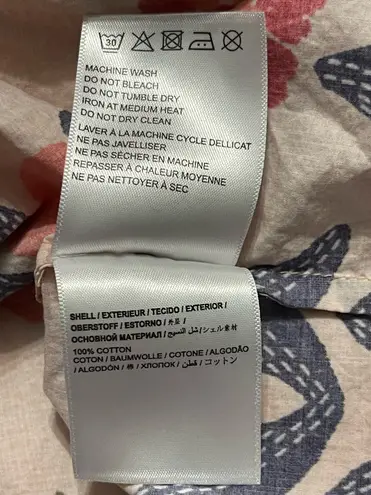 30
MACHINE WASH
DO NOT BLEACH
DO NOT TUMBLE DRY
IRON AT MEDIUM HEAT
DO NOT DRY CLEAN
LAVER À LA MACHINE CYCLE DELLICAT
NE PAS JAVELLISER
NE PAS SÉCHER EN MACHINE
REPASSER À CHALEUR MOYENNE
NE PAS NETTOYER À SEC
SHELL / EXTERIEUR / TECIDO / EXTERIOR /
OBERSTOFF / ESTORNO / 外层 /
ОСНОВНОЙ МАТЕРИАЛ / شكل النسيج / シェル素材
100% COTTON
COTON / BAUMWOLLE / COTONE / ALGODÃO
/ ALGODÓN / 棉 / ХЛОПОК / قطن / コットン